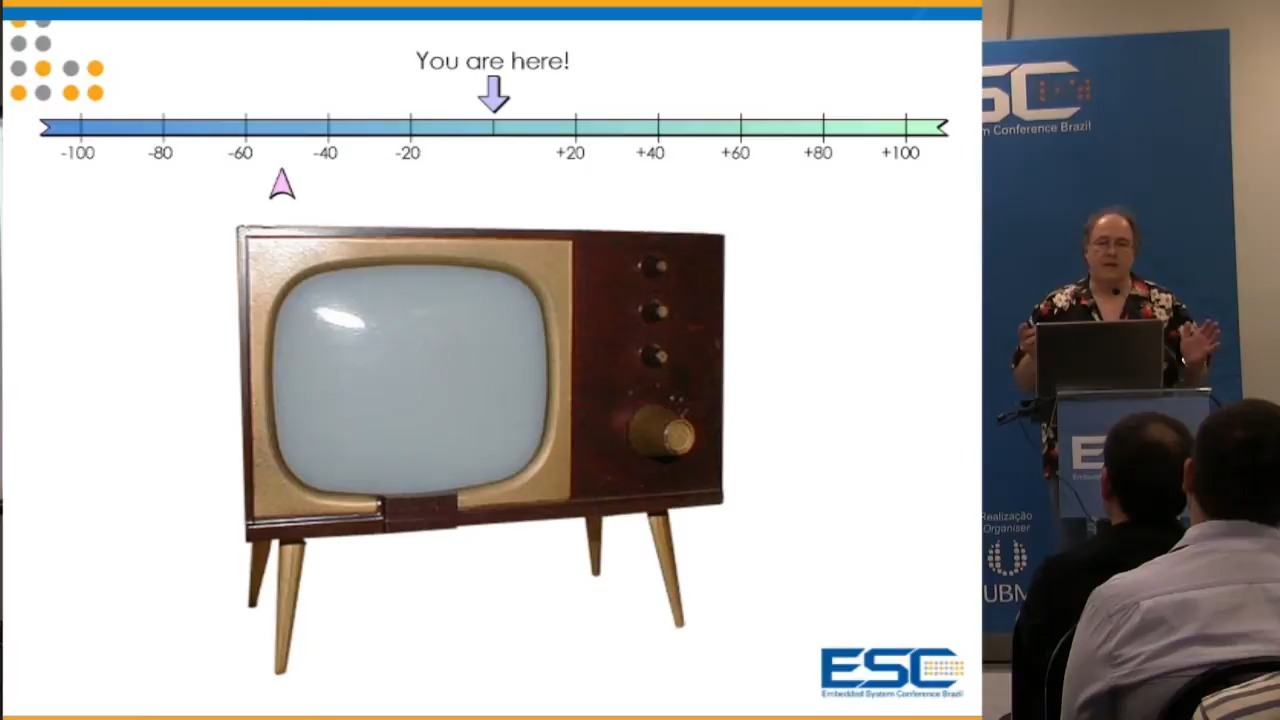 You are here!
-100 -80 -60 -40 -20 +20 +40 +60 +80 +100
ESC
Embedded System Conference Brazil
SC
m Conference Brazil
E
Realização
Organiser
UBM